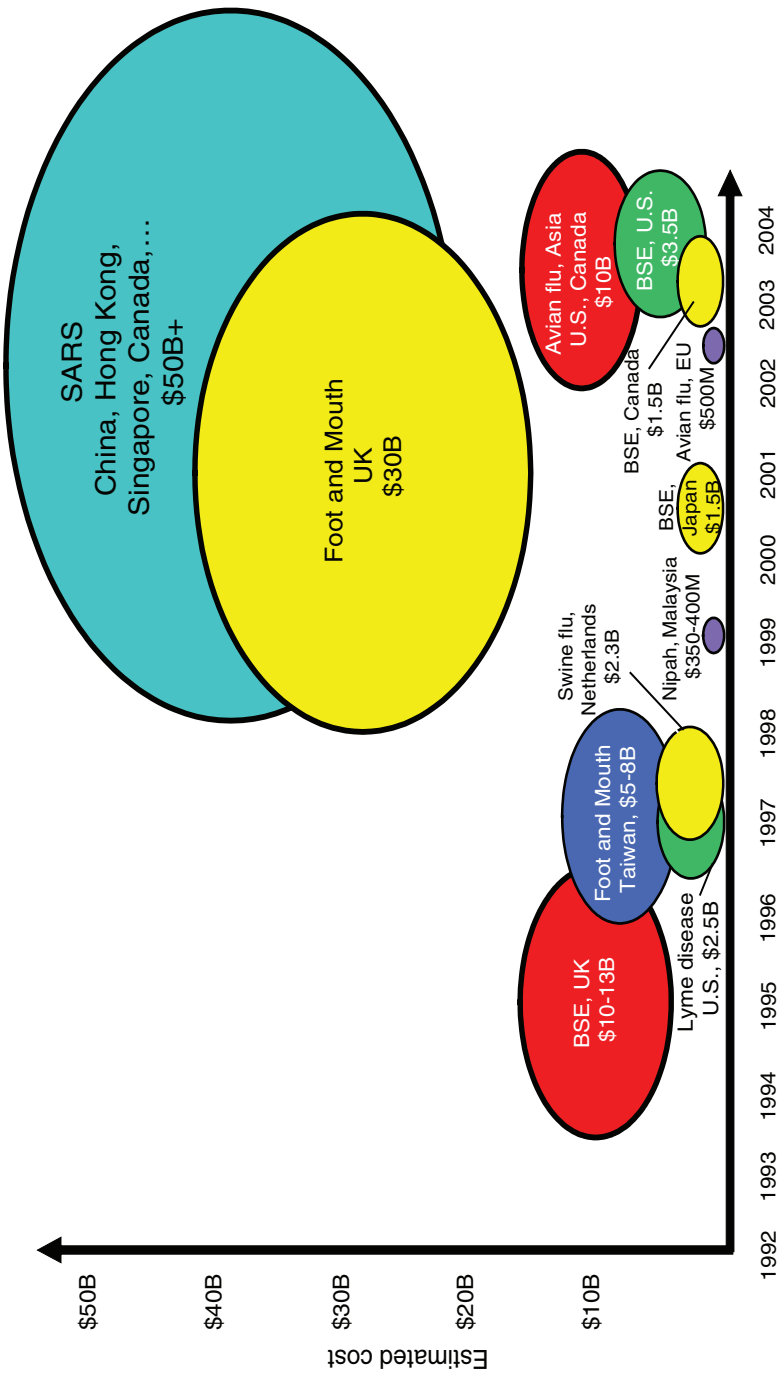 Estimated cost
$50B
$40B
$30B
$20B
$10B
SARS
China, Hong Kong,
Singapore, Canada,...
$50B+
Foot and Mouth
UK
$30B
BSE, UK
$10-13B
Foot and Mouth
Taiwan, $5-8B
Lyme disease
U.S., $2.5B
Swine flu,
Netherlands
$2.3B
Nipah, Malaysia
$350-400M
BSE,
Japan
$1.5B
BSE, Canada
$1.5B
Avian flu, EU
$500M
Avian flu, Asia
U.S., Canada
$10B
BSE, U.S.
$3.5B
1992
1993
1994
1995
1996
1997
1998
1999
2000
2001
2002
2003
2004